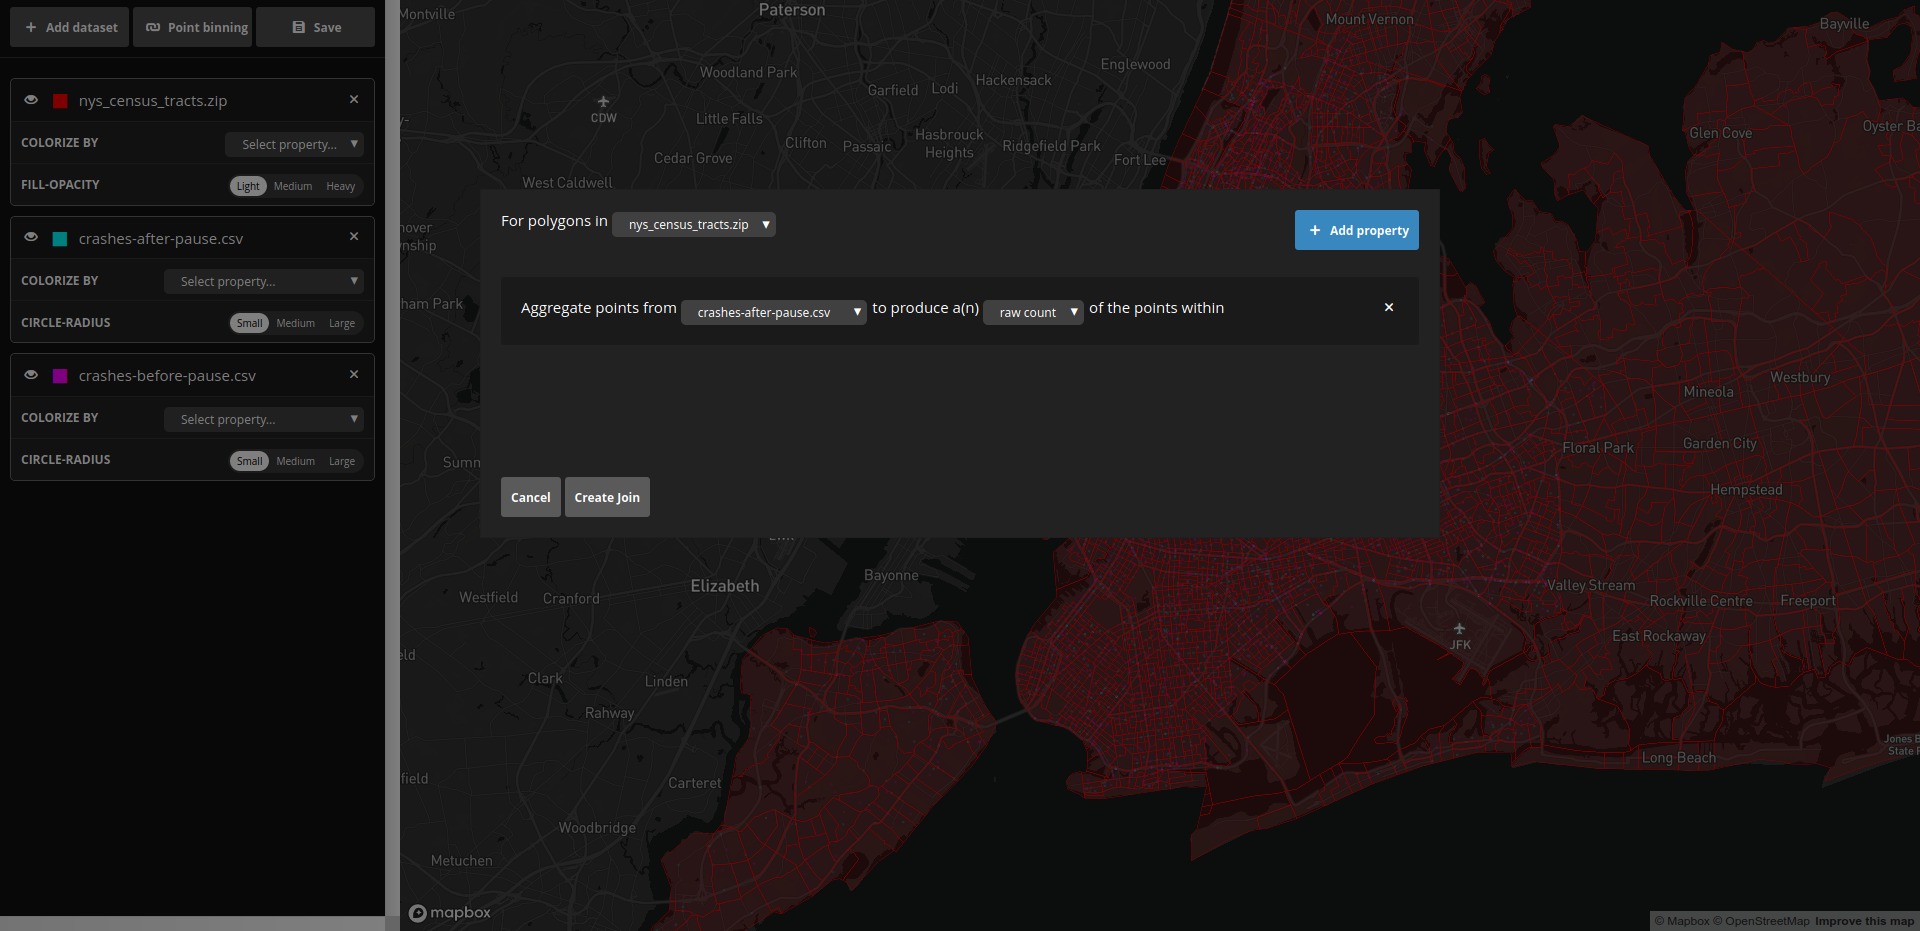 Add dataset
Point binning
Save
nys_census_tracts.zip
COLORIZE BY
Select property...
FILL-OPACITY
Light
Medium
Heavy
crashes-after-pause.csv
COLORIZE BY
Select property...
CIRCLE-RADIUS
Small
Medium
Large
crashes-before-pause.csv
COLORIZE BY
Select property...
CIRCLE-RADIUS
Small
Medium
Large
For polygons in nys_census_tracts.zip
+ Add property
Aggregate points from crashes-after-pause.csv to produce a(n) raw count of the points within
Cancel
Create Join
Montville
Paterson
Mount Vernon
Bayville
Woodland Park
Hackensack
Englewood
Garfield
Lodi
CDW
Little Falls
Clifton
Passaic
Hasbrouck
Heights
Ridgefield Park
Fort Lee
Cedar Grove
West Caldwell
Glen Cove
Oyster Ba
nover
nship
ham Park
Summ
Westbury
Mineola
Garden City
Floral Park
Hempstead
Elizabeth
Bayonne
Westfield
Cranford
Valley Stream
Rockville Centre
Freeport
East Rockaway
JFK
eld
Clark
Linden
Rahway
field
Carteret
Woodbridge
Metuchen
Long Beach
Jones B
State P
mapbox
© Mapbox © OpenStreetMap Improve this map